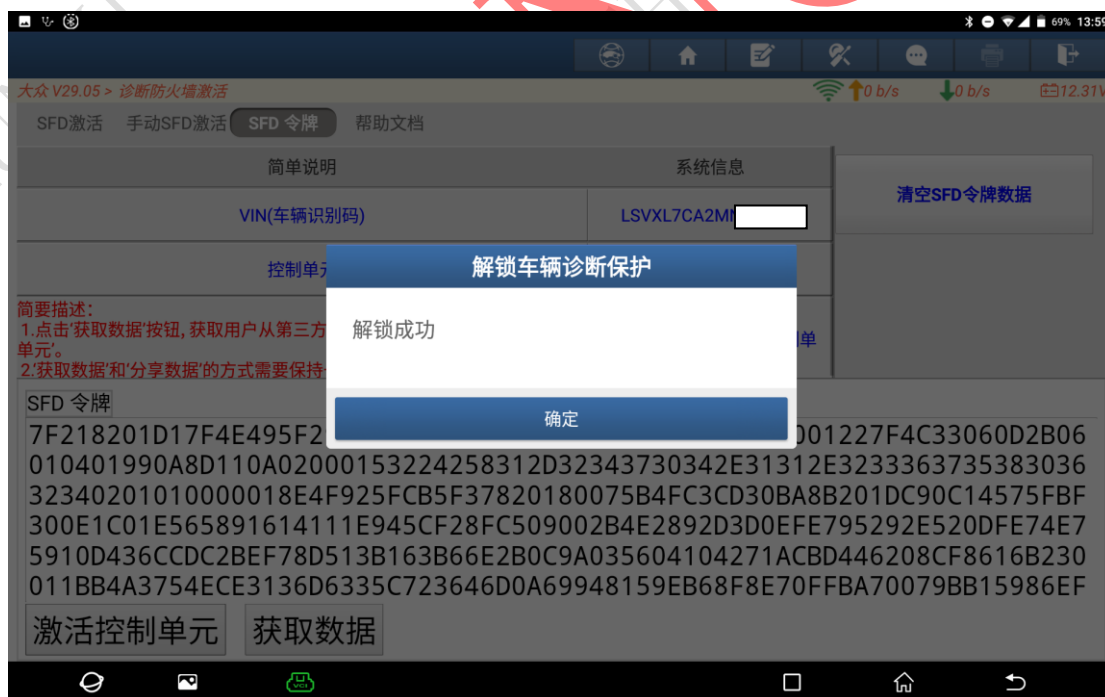 69% 13:59
大众 V29.05 > 诊断防火墙激活
0 b/s 0 b/s 12.31V
SFD激活 手动SFD激活 SFD 令牌 帮助文档
简单说明 系统信息
清空SFD令牌数据
VIN(车辆识别码) LSVXL7CA2M
控制单
解锁车辆诊断保护
简要描述:
1.点击'获取数据'按钮, 获取用户从第三方
解锁成功
单元'。
单
2.'获取数据'和'分享数据'的方式需要保持
SFD 令牌
确定
7F218201D17F4E495F2 001227F4C33060D2B06
010401990A8D110A0200015322425831 2D32343730342E31312E32333637353830 36
32340201010000018E4F925FCB5F37820180075B4FC3CD30BA8B201DC90C14575FBF
300E1C01E565891614111E945CF28FC509002B4E2892D3D0EFE795292E520DFE74E7
5910D436CCDC2BEF78D513B163B66E2B0C9A035604104271ACBD446208CF8616B230
011BB4A3754ECE3136D6335C723646D0A69948159EB68F8E70FFBA70079BB15986EF
激活控制单元 获取数据
VCI